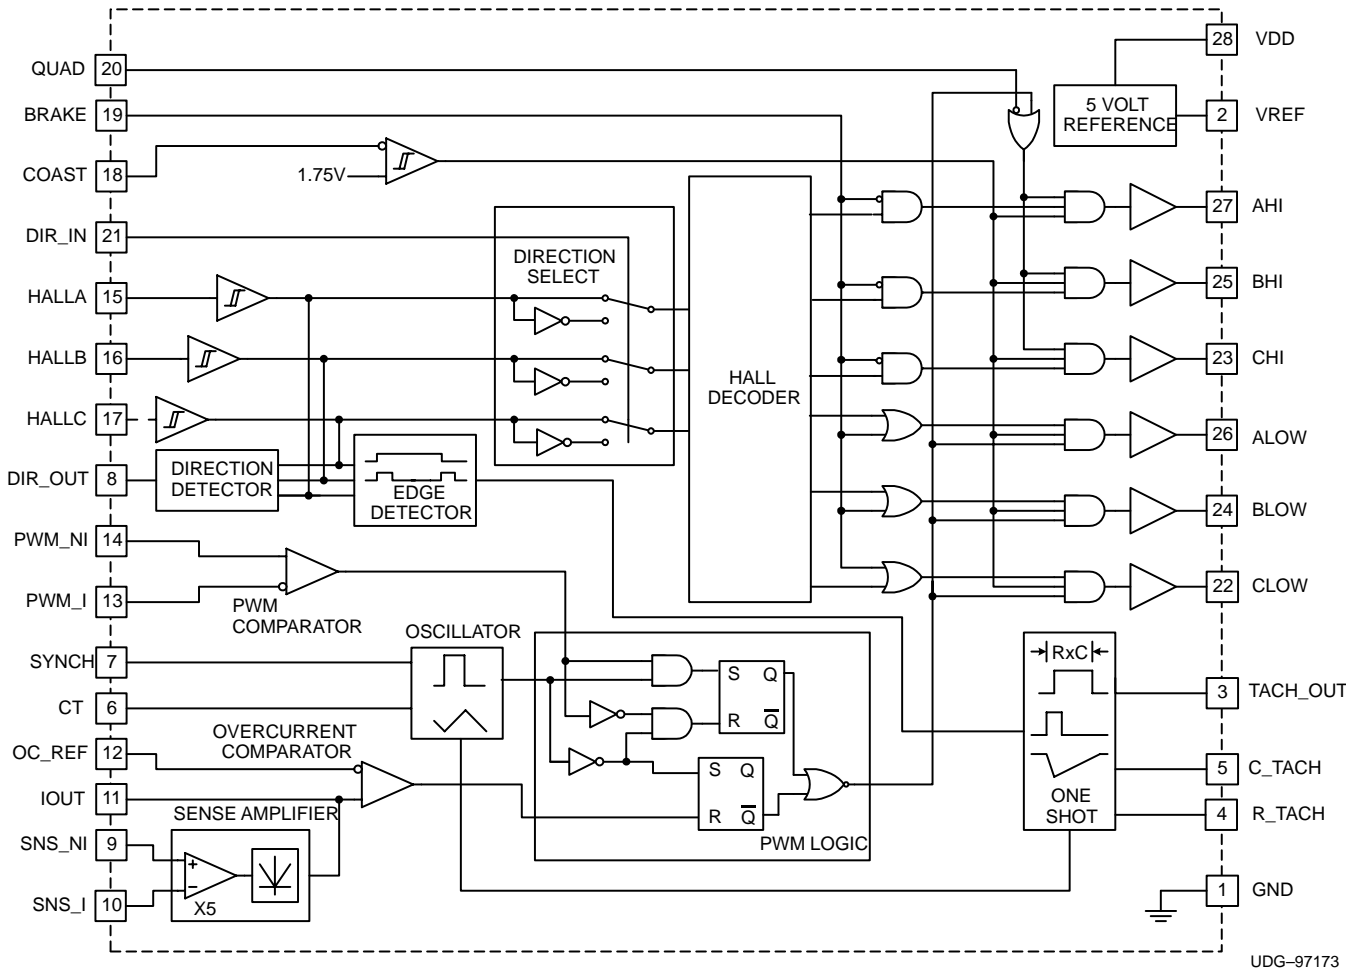 QUAD 20
BRAKE 19
COAST 18
1.75V
DIR_IN 21
HALLA 15
HALLB 16
HALLC 17
DIR_OUT 8
PWM_NI 14
PWM_I 13
SYNCH 7
CT 6
OC_REF 12
IOUT 11
SNS_NI 9
SNS_I 10
DIRECTION
SELECT
DIRECTION
DETECTOR
EDGE
DETECTOR
HALL
DECODER
PWM
COMPARATOR
OSCILLATOR
OVERCURRENT
COMPARATOR
SENSE AMPLIFIER
+
−
X5
S Q
R Q
S Q
R Q
PWM LOGIC
5 VOLT
REFERENCE
RxC
ONE
SHOT
28 VDD
2 VREF
27 AHI
25 BHI
23 CHI
26 ALOW
24 BLOW
22 CLOW
3 TACH_OUT
5 C_TACH
4 R_TACH
1 GND
UDG–97173